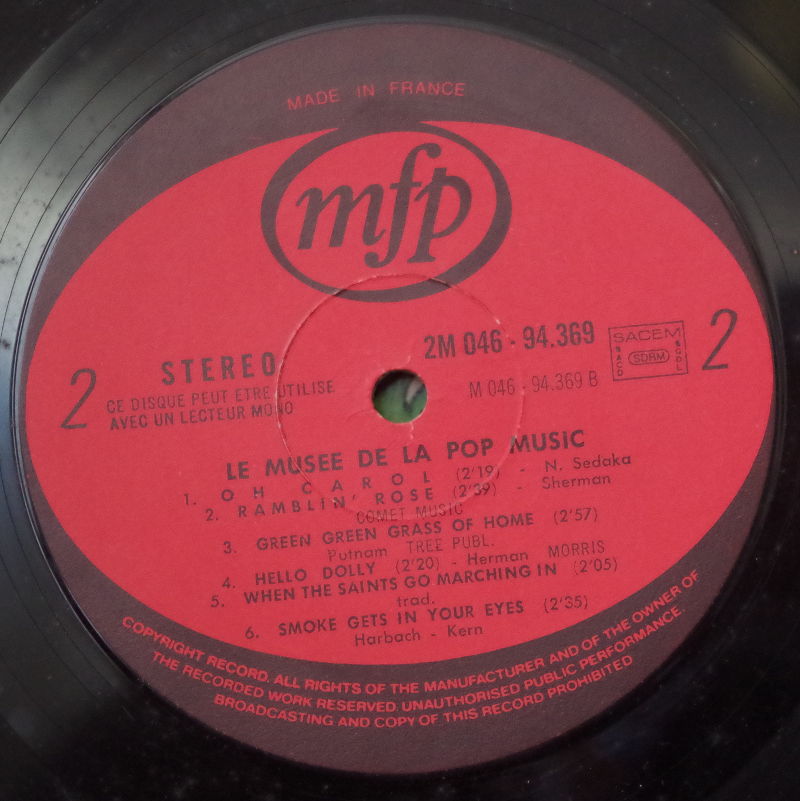 MADE IN FRANCE
mfp
2
STEREO
CE DISQUE PEUT ETRE UTILISE
AVEC UN LECTEUR MONO
2M 046 - 94.369
M 046 - 94.369 B
SACEM
SACD
SDRM
SGDL
2
LE MUSEE DE LA POP MUSIC
1. OH CAROL (2'19) - N. Sedaka
2. RAMBLIN' ROSE (2'39) - Sherman
COMET MUSIC
3. GREEN GREEN GRASS OF HOME (2'57)
Putnam TREE PUBL.
4. HELLO DOLLY (2'20) - Herman MORRIS
5. WHEN THE SAINTS GO MARCHING IN (2'05)
trad.
6. SMOKE GETS IN YOUR EYES (2'35)
Harbach - Kern
COPYRIGHT RECORD. ALL RIGHTS OF THE MANUFACTURER AND OF THE OWNER OF
THE RECORDED WORK RESERVED. UNAUTHORISED PUBLIC PERFORMANCE.
BROADCASTING AND COPY OF THIS RECORD PROHIBITED